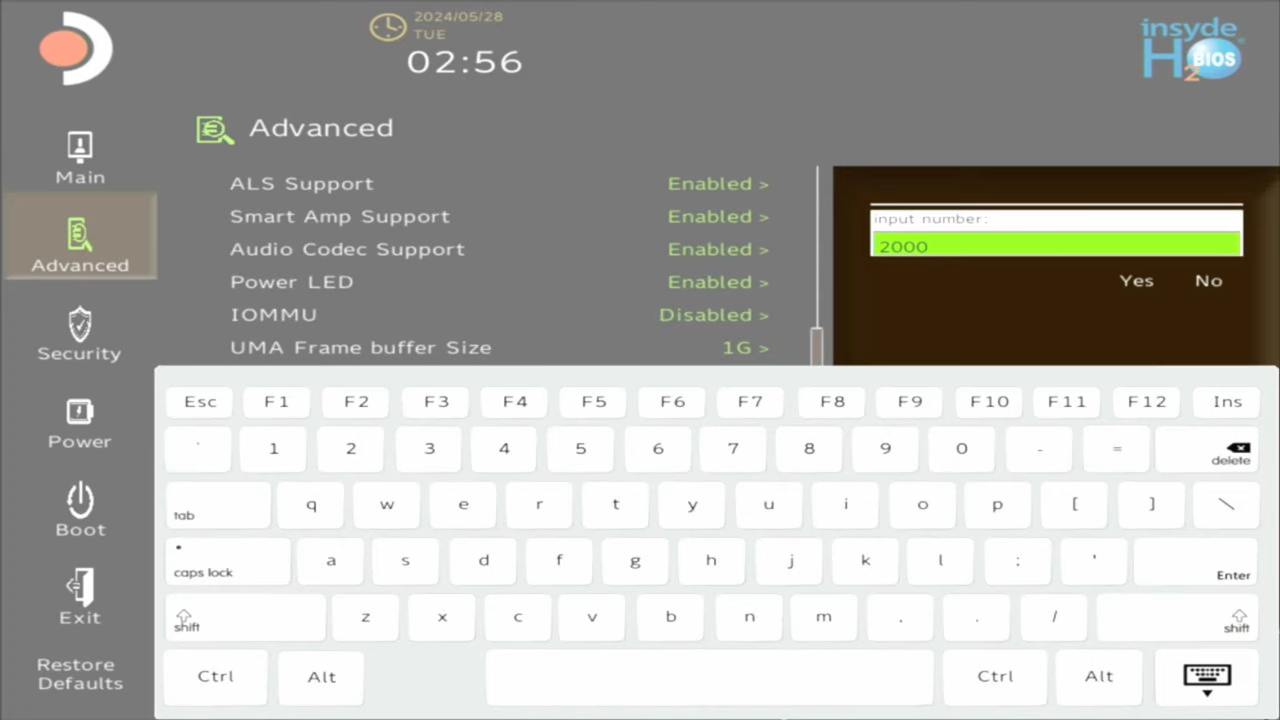 2024/05/28
TUE
02:56
insyde
H2O BIOS
Main
Advanced
Security
Power
Boot
Exit
Restore
Defaults
Advanced
ALS Support Enabled >
Smart Amp Support Enabled >
Audio Codec Support Enabled >
Power LED Enabled >
IOMMU Disabled >
UMA Frame buffer Size 1G >
input number:
2000
Yes No
Esc F1 F2 F3 F4 F5 F6 F7 F8 F9 F10 F11 F12 Ins
` 1 2 3 4 5 6 7 8 9 0 - = delete
tab q w e r t y u i o p [ ] \
caps lock a s d f g h j k l ; ' Enter
shift z x c v b n m , . / shift
Ctrl Alt Ctrl Alt